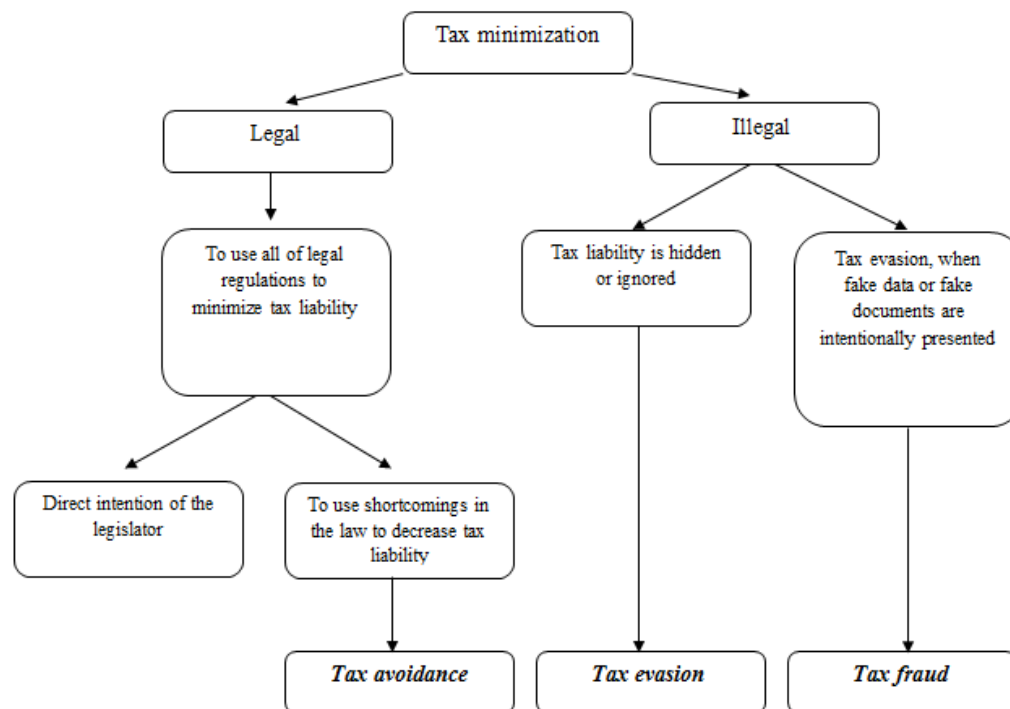 Tax minimization
Legal
Illegal
To use all of legal
regulations to
minimize tax liability
Tax liability is hidden
or ignored
Tax evasion, when
fake data or fake
documents are
intentionally presented
Direct intention of the
legislator
To use shortcomings in
the law to decrease tax
liability
Tax avoidance
Tax evasion
Tax fraud